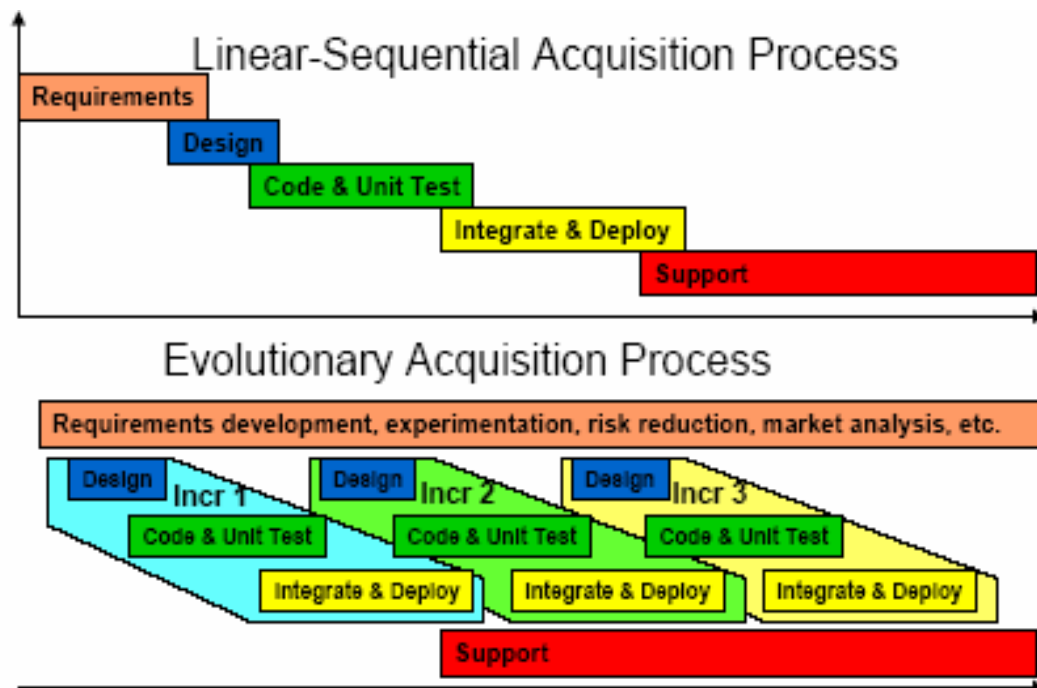 Linear-Sequential Acquisition Process
Requirements
Design
Code & Unit Test
Integrate & Deploy
Support
Evolutionary Acquisition Process
Requirements development, experimentation, risk reduction, market analysis, etc.
Design
Incr 1
Code & Unit Test
Integrate & Deploy
Design
Incr 2
Code & Unit Test
Integrate & Deploy
Design
Incr 3
Code & Unit Test
Integrate & Deploy
Support